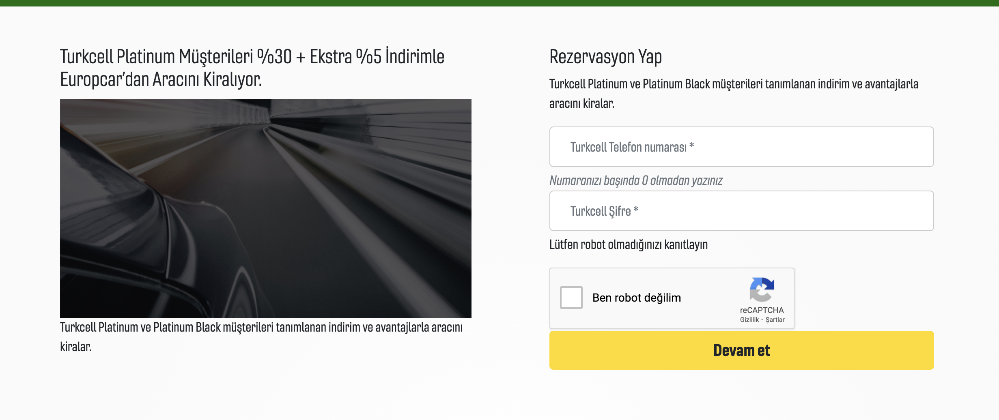 Turkcell Platinum Müşterileri %30 + Ekstra %5 İndirimle
Europcar’dan Aracını Kiralıyor.
Turkcell Platinum ve Platinum Black müşterileri tanımlanan indirim ve avantajlarla aracını
kiralar.
Rezervasyon Yap
Turkcell Platinum ve Platinum Black müşterileri tanımlanan indirim ve avantajlarla
aracını kiralar.
Turkcell Telefon numarası *
Numaranızı başında 0 olmadan yazınız
Turkcell Şifre *
Lütfen robot olmadığınızı kanıtlayın
Ben robot değilim
reCAPTCHA
Gizlilik - Şartlar
Devam et